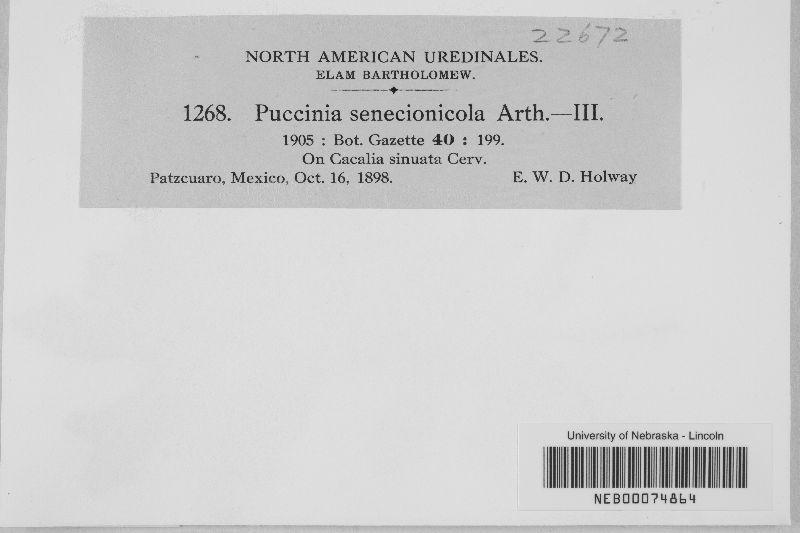 22672
NORTH AMERICAN UREDINALES.
ELAM BARTHOLOMEW.
1268. Puccinia senecionicola Arth.—III.
1905 : Bot. Gazette 40 : 199.
On Cacalia sinuata Cerv.
Patzcuaro, Mexico, Oct. 16, 1898. E. W. D. Holway
University of Nebraska - Lincoln
NEB00074864